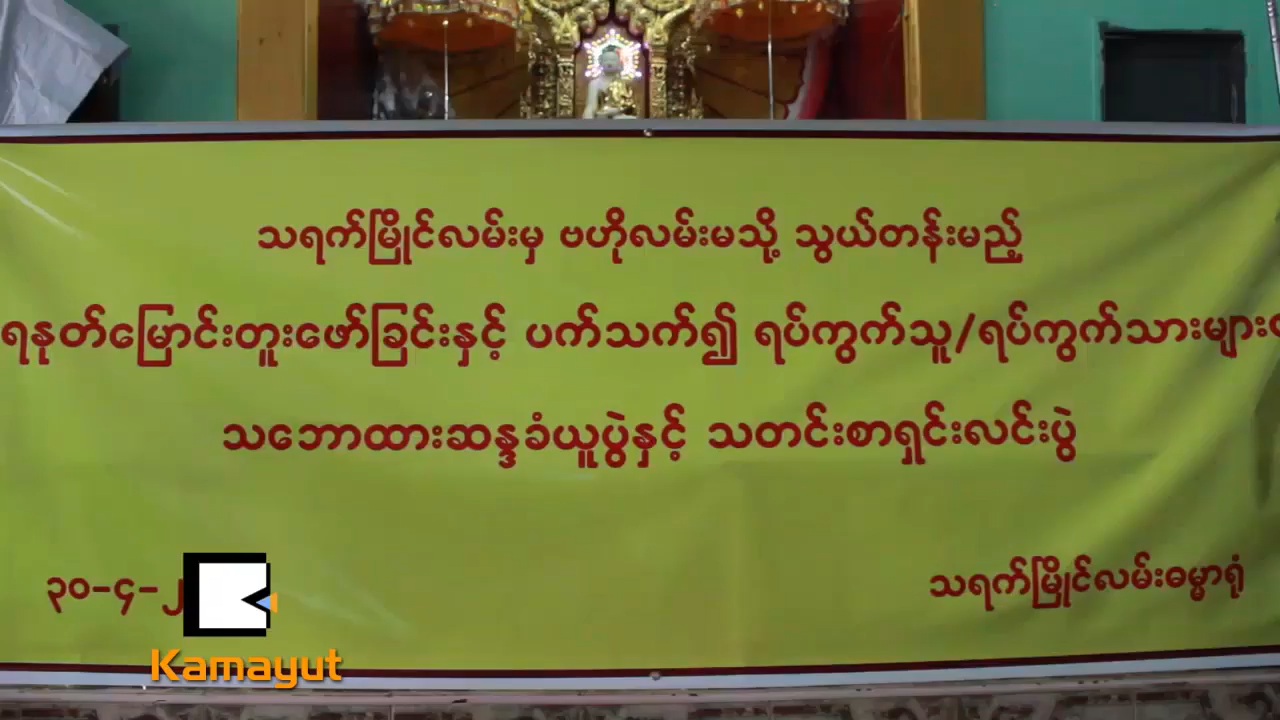 သရက်မြိုင်လမ်းမှ ဗဟိုလမ်းမသို့ သွယ်တန်းမည့်
ရေနုတ်မြောင်းတူးဖော်ခြင်းနှင့် ပက်သက်၍ ရပ်ကွက်သူ/ရပ်ကွက်သားများ
သဘောထားဆန္ဒခံယူပွဲနှင့် သတင်းစာရှင်းလင်းပွဲ
၃၀-၄-၂
သရက်မြိုင်လမ်းဓမ္မာရုံ
Kamayut